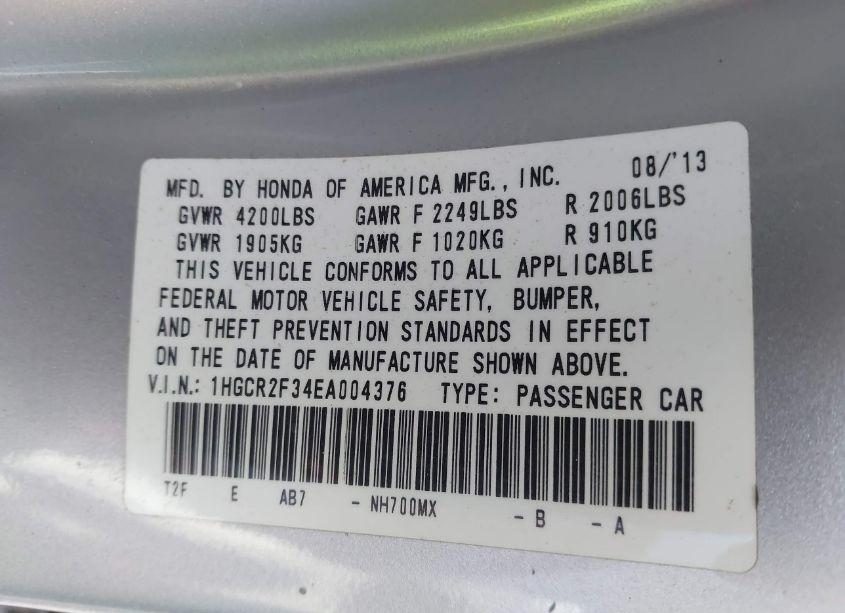 MFD. BY HONDA OF AMERICA MFG., INC. 08/'13
GVWR 4200LBS GAWR F 2249LBS R 2006LBS
GVWR 1905KG GAWR F 1020KG R 910KG
THIS VEHICLE CONFORMS TO ALL APPLICABLE
FEDERAL MOTOR VEHICLE SAFETY, BUMPER,
AND THEFT PREVENTION STANDARDS IN EFFECT
ON THE DATE OF MANUFACTURE SHOWN ABOVE.
V.I.N.: 1HGCR2F34EA004376 TYPE: PASSENGER CAR
T2F E AB7 - NH700MX - B - A